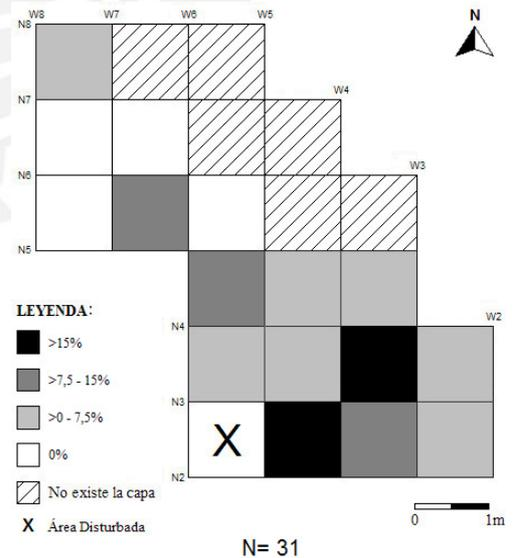 W8 W7 W6 W5
N8
N
N7
W4
N6
W3
N5
LEYENDA:
W2
N4
>15%
>7,5 - 15%
N3
>0 - 7,5%
X
0%
N2
No existe la capa
X Área Disturbada
0 1m
N= 31